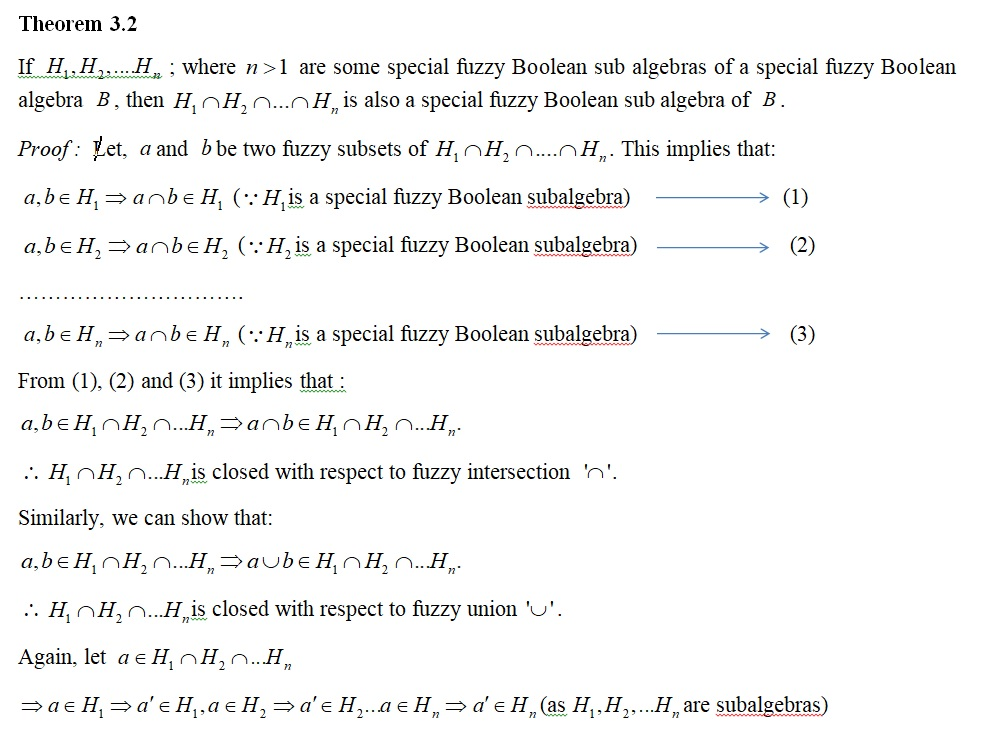 Theorem 3.2
If H₁, H₂,....Hₙ ; where n > 1 are some special fuzzy Boolean sub algebras of a special fuzzy Boolean
algebra B, then H₁ ∩ H₂ ∩...∩ Hₙ is also a special fuzzy Boolean sub algebra of B.
Proof : Let, a and b be two fuzzy subsets of H₁ ∩ H₂ ∩....∩ Hₙ. This implies that:
a,b ∈ H₁ ⇒ a ∩ b ∈ H₁ (∵ H₁ is a special fuzzy Boolean subalgebra) ⟶ (1)
a,b ∈ H₂ ⇒ a ∩ b ∈ H₂ (∵ H₂ is a special fuzzy Boolean subalgebra) ⟶ (2)
...............................
a,b ∈ Hₙ ⇒ a ∩ b ∈ Hₙ (∵ Hₙ is a special fuzzy Boolean subalgebra) ⟶ (3)
From (1), (2) and (3) it implies that :
a,b ∈ H₁ ∩ H₂ ∩...Hₙ ⇒ a ∩ b ∈ H₁ ∩ H₂ ∩...Hₙ.
∴ H₁ ∩ H₂ ∩...Hₙ is closed with respect to fuzzy intersection '∩'.
Similarly, we can show that:
a,b ∈ H₁ ∩ H₂ ∩...Hₙ ⇒ a ∪ b ∈ H₁ ∩ H₂ ∩...Hₙ.
∴ H₁ ∩ H₂ ∩...Hₙ is closed with respect to fuzzy union '∪'.
Again, let a ∈ H₁ ∩ H₂ ∩...Hₙ
⇒ a ∈ H₁ ⇒ a′ ∈ H₁, a ∈ H₂ ⇒ a′ ∈ H₂...a ∈ Hₙ ⇒ a′ ∈ Hₙ (as H₁, H₂,...Hₙ are subalgebras)